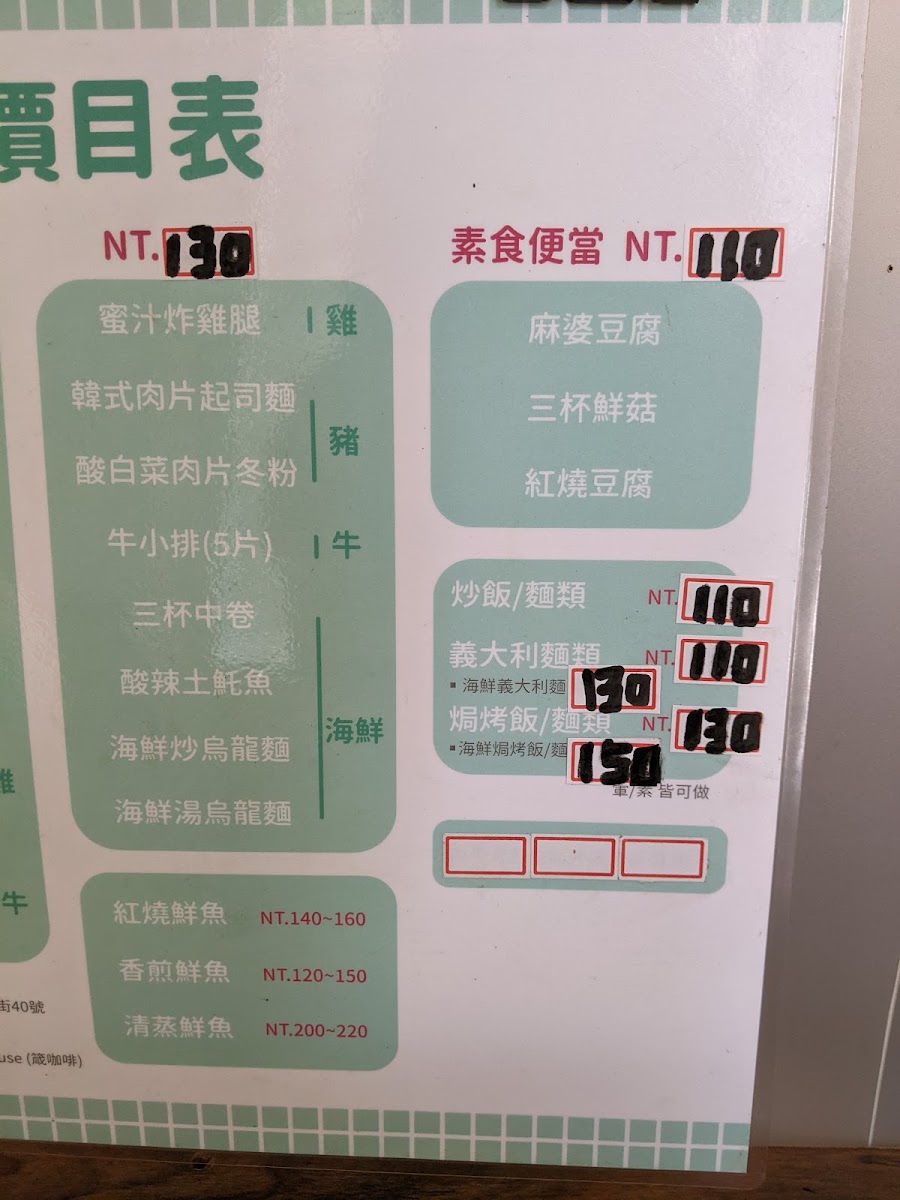 價目表
NT.130
蜜汁炸雞腿 雞
韓式肉片起司麵
豬
酸白菜肉片冬粉
牛小排(5片) 牛
三杯中卷
酸辣土魠魚
海鮮
海鮮炒烏龍麵
海鮮湯烏龍麵
紅燒鮮魚 NT.140~160
香煎鮮魚 NT.120~150
清蒸鮮魚 NT.200~220
素食便當 NT.110
麻婆豆腐
三杯鮮菇
紅燒豆腐
炒飯/麵類 NT.110
義大利麵類 NT.110
▪海鮮義大利麵 130
焗烤飯/麵類 NT.130
▪海鮮焗烤飯/麵 150
葷/素 皆可做
雞
牛
街40號
use (箴咖啡)